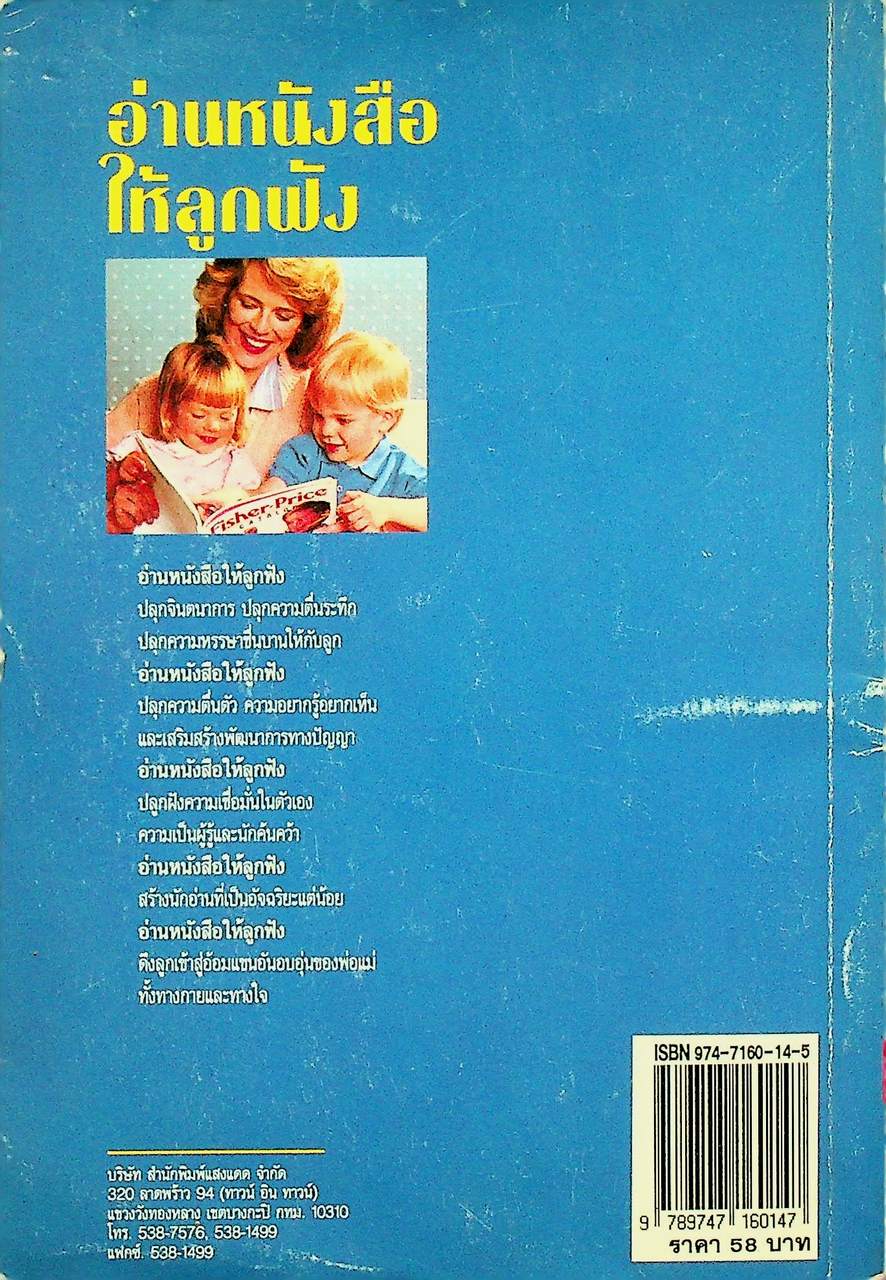 อ่านหนังสือ
ให้ลูกฟัง
Fisher-Price
CATALOG
อ่านหนังสือให้ลูกฟัง
ปลุกจินตนาการ ปลุกความตื่นระทึก
ปลุกความหรรษาชื่นบานให้กับลูก
อ่านหนังสือให้ลูกฟัง
ปลุกความตื่นตัว ความอยากรู้อยากเห็น
และเสริมสร้างพัฒนาการทางปัญญา
อ่านหนังสือให้ลูกฟัง
ปลูกฝังความเชื่อมั่นในตัวเอง
ความเป็นผู้รู้และนักค้นคว้า
อ่านหนังสือให้ลูกฟัง
สร้างนักอ่านที่เป็นอัจฉริยะแต่น้อย
อ่านหนังสือให้ลูกฟัง
ดึงลูกเข้าสู่อ้อมแขนอันอบอุ่นของพ่อแม่
ทั้งทางกายและทางใจ
บริษัท สำนักพิมพ์แสงแดด จำกัด
320 ลาดพร้าว 94 (ทาวน์ อิน ทาวน์)
แขวงวังทองหลาง เขตบางกะปิ กทม. 10310
โทร. 538-7576, 538-1499
แฟกซ์. 538-1499
ISBN 974-7160-14-5
9 789747 160147
ราคา 58 บาท